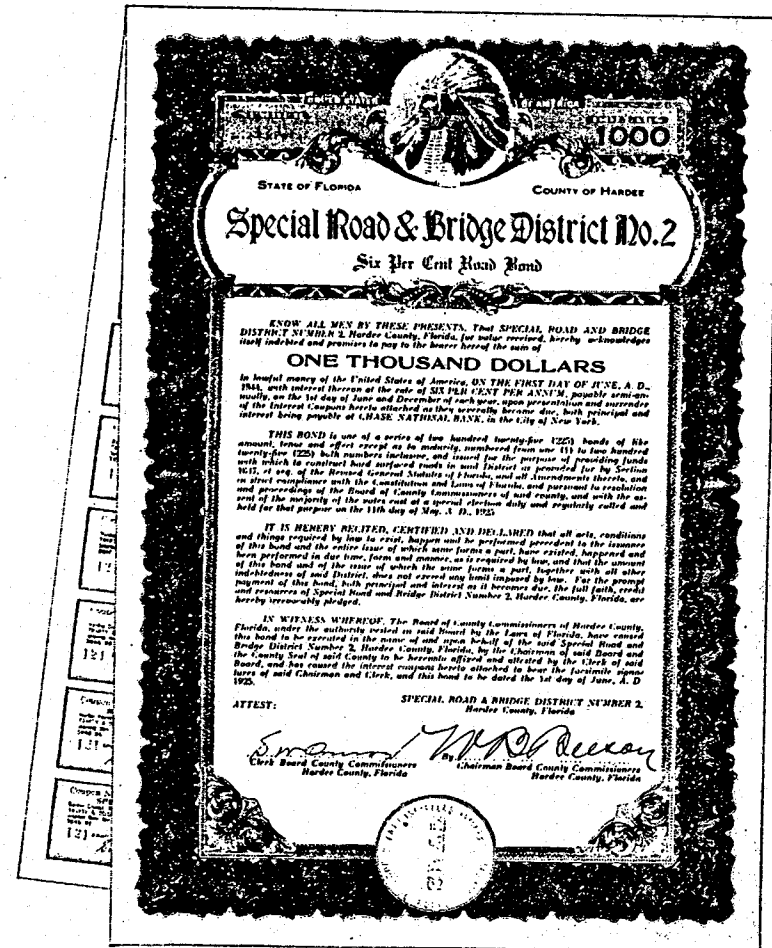 UNITED STATES OF AMERICA
1000
STATE OF FLORIDA COUNTY OF HARDEE
Special Road & Bridge District No. 2
Six Per Cent Road Bond
KNOW ALL MEN BY THESE PRESENTS, That SPECIAL ROAD AND BRIDGE
DISTRICT NUMBER 2, Hardee County, Florida, for value received, hereby acknowledges
itself indebted and promises to pay to the bearer hereof the sum of
ONE THOUSAND DOLLARS
In lawful money of the United States of America, ON THE FIRST DAY OF JUNE, A. D.,
1944, with interest thereon at the rate of SIX PER CENT PER ANNUM, payable semi-an-
nually, on the 1st day of June and December of each year, upon presentation and surrender
of the Interest Coupons hereto attached as they severally become due, both principal and
interest being payable at CHASE NATIONAL BANK, in the City of New York.
THIS BOND is one of a series of two hundred twenty-five (225) bonds of like
amount, tenor and effect except as to maturity, numbered from one (1) to two hundred
twenty-five (225) both numbers inclusive, and issued for the purpose of providing funds
with which to construct hard surfaced roads in said District as provided for by Section
1647, et seq. of the Revised General Statutes of Florida, and all Amendments thereto, and
in strict compliance with the Constitution and Laws of Florida, and pursuant to resolution
and proceedings of the Board of County Commissioners of said county, and with the as-
sent of the majority of the votes cast at a special election duly and regularly called and
held for that purpose on the 11th day of May, A. D., 1925
IT IS HEREBY RECITED, CERTIFIED AND DECLARED that all acts, conditions
and things required by law to exist, happen and be performed precedent to the issuance
of this bond and the entire issue of which same forms a part, have existed, happened and
been performed in due time, form and manner, as is required by law, and that the amount
of this bond and of the issue of which the same forms a part, together with all other
indebtedness of said District, does not exceed any limit imposed by law. For the prompt
payment of this bond, both principal and interest as it becomes due, the full faith, credit
and resources of Special Road and Bridge District Number 2, Hardee County, Florida, are
hereby irrevocably pledged.
IN WITNESS WHEREOF, The Board of County Commissioners of Hardee County,
Florida, under the authority vested in said Board by the Laws of Florida, have caused
this bond to be executed in the name of and upon behalf of the said Special Road and
Bridge District Number 2, Hardee County, Florida, by the Chairman of said Board and
the County Seal of said County to be hereunto affixed and attested by the Clerk of said
Board, and has caused the interest coupons hereto attached to bear the facsimile signa-
tures of said Chairman and Clerk, and this bond to be dated the 1st day of June, A. D
1925.
ATTEST: SPECIAL ROAD & BRIDGE DISTRICT NUMBER 2,
Hardee County, Florida
By
Clerk Board County Commissioners Chairman Board County Commissioners
Hardee County, Florida Hardee County, Florida
121
Coupon
121
Coupon
121